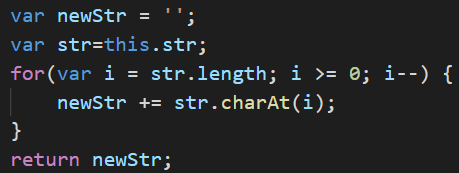 var newStr = '';
var str=this.str;
for(var i = str.length; i >= 0; i--) {
    newStr += str.charAt(i);
}
return newStr;